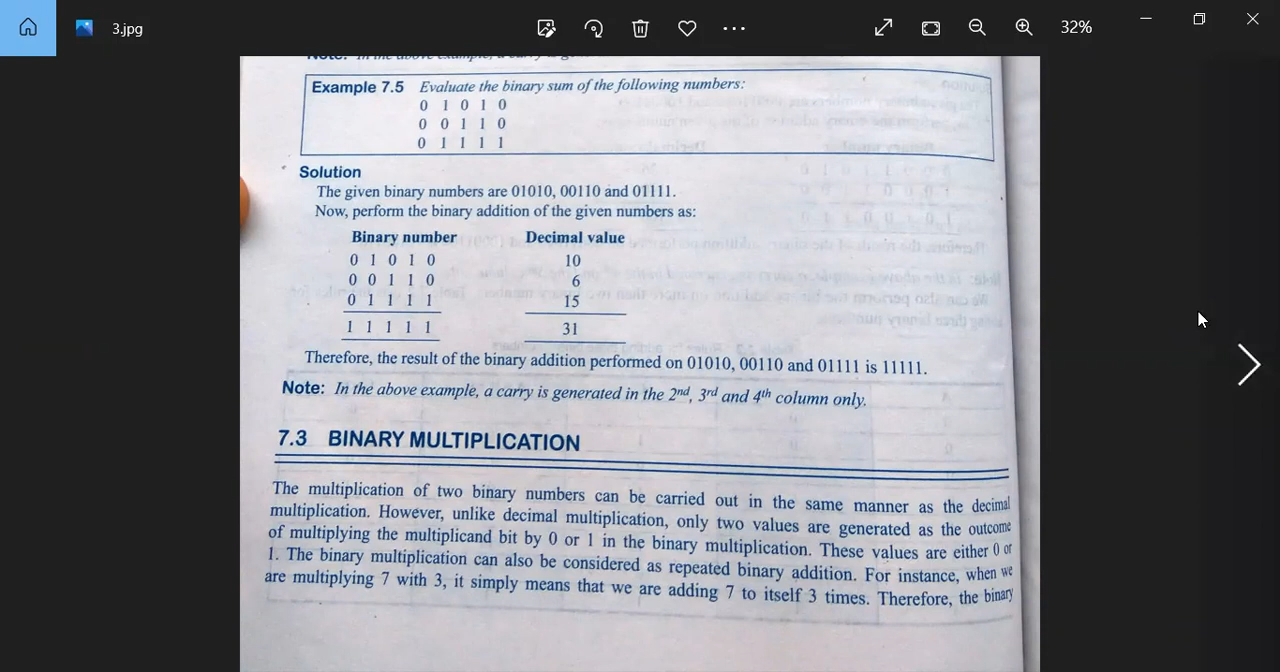 3.jpg
32%
Note: In the above example, a carry is
Example 7.5 Evaluate the binary sum of the following numbers:
0 1 0 1 0
0 0 1 1 0
0 1 1 1 1
Solution
The given binary numbers are 01010, 00110 and 01111.
Now, perform the binary addition of the given numbers as:
Binary number Decimal value
0 1 0 1 0 10
0 0 1 1 0 6
0 1 1 1 1 15
1 1 1 1 1 31
Therefore, the result of the binary addition performed on 01010, 00110 and 01111 is 11111.
Note: In the above example, a carry is generated in the 2nd, 3rd and 4th column only.
7.3 BINARY MULTIPLICATION
The multiplication of two binary numbers can be carried out in the same manner as the decimal
multiplication. However, unlike decimal multiplication, only two values are generated as the outcome
of multiplying the multiplicand bit by 0 or 1 in the binary multiplication. These values are either 0 or
1. The binary multiplication can also be considered as repeated binary addition. For instance, when we
are multiplying 7 with 3, it simply means that we are adding 7 to itself 3 times. Therefore, the binary